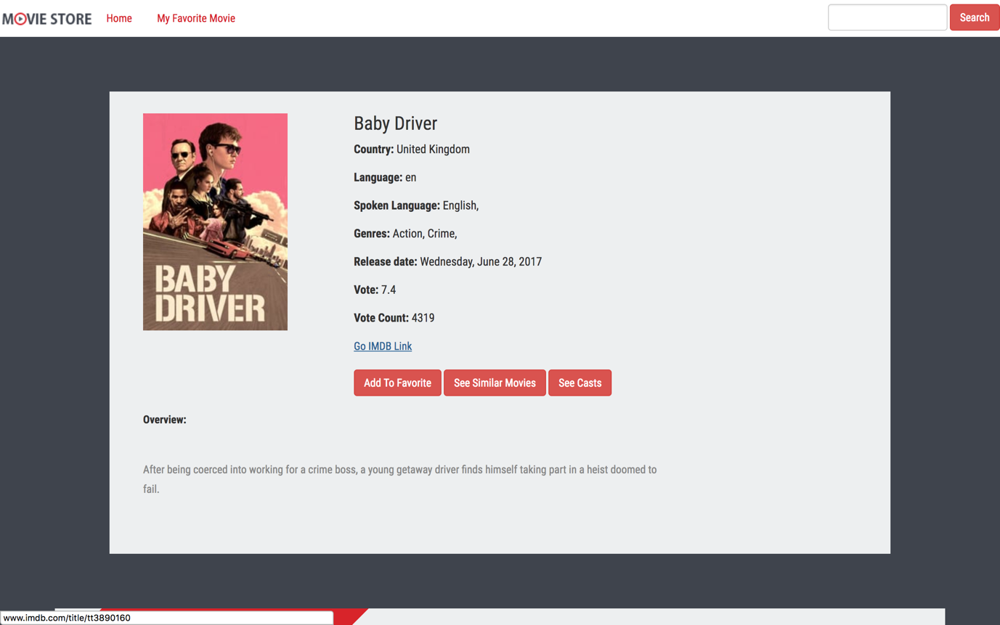 MOVIE STORE Home My Favorite Movie Search
Baby Driver
Country: United Kingdom
Language: en
Spoken Language: English,
Genres: Action, Crime,
Release date: Wednesday, June 28, 2017
Vote: 7.4
Vote Count: 4319
Go IMDB Link
Add To Favorite See Similar Movies See Casts
BABY
DRIVER
Overview:
After being coerced into working for a crime boss, a young getaway driver finds himself taking part in a heist doomed to
fail.
www.imdb.com/title/tt3890160